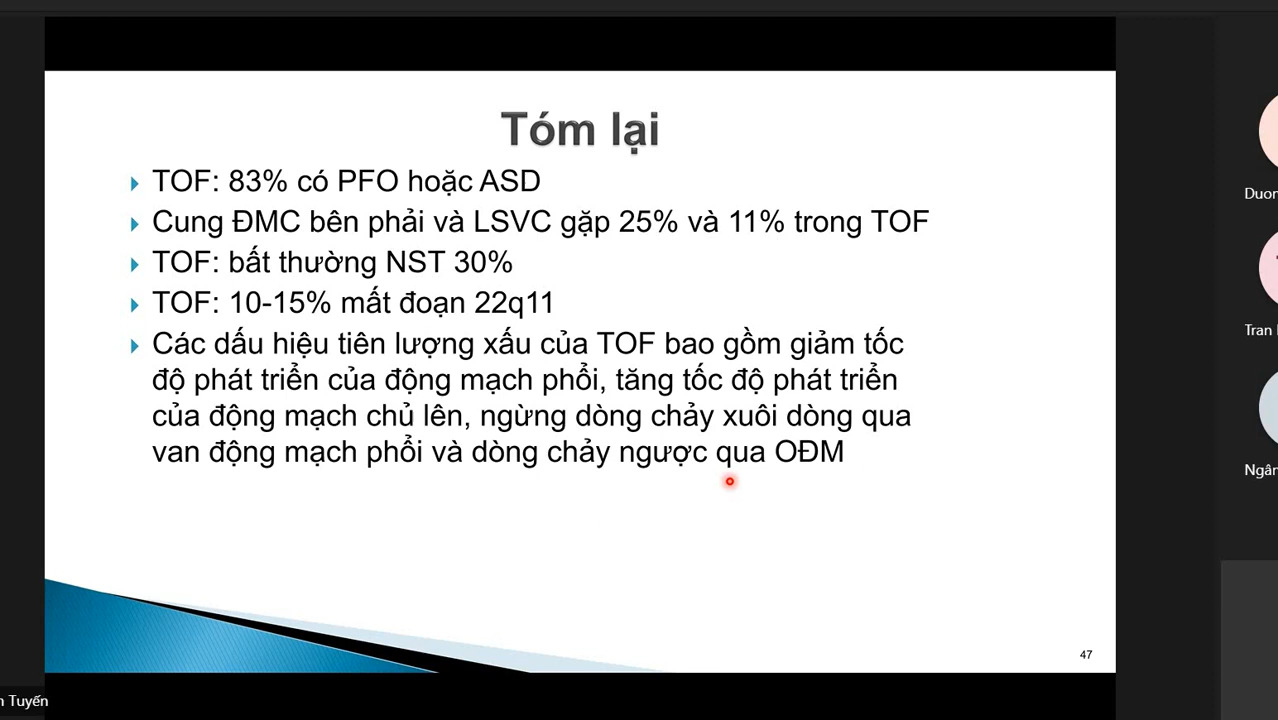 Tóm lại
TOF: 83% có PFO hoặc ASD
Cung ĐMC bên phải và LSVC gặp 25% và 11% trong TOF
TOF: bất thường NST 30%
TOF: 10-15% mất đoạn 22q11
Các dấu hiệu tiên lượng xấu của TOF bao gồm giảm tốc
độ phát triển của động mạch phổi, tăng tốc độ phát triển
của động mạch chủ lên, ngừng dòng chảy xuôi dòng qua
van động mạch phổi và dòng chảy ngược qua OĐM
Duon
Tran
Ngân
47
n Tuyến